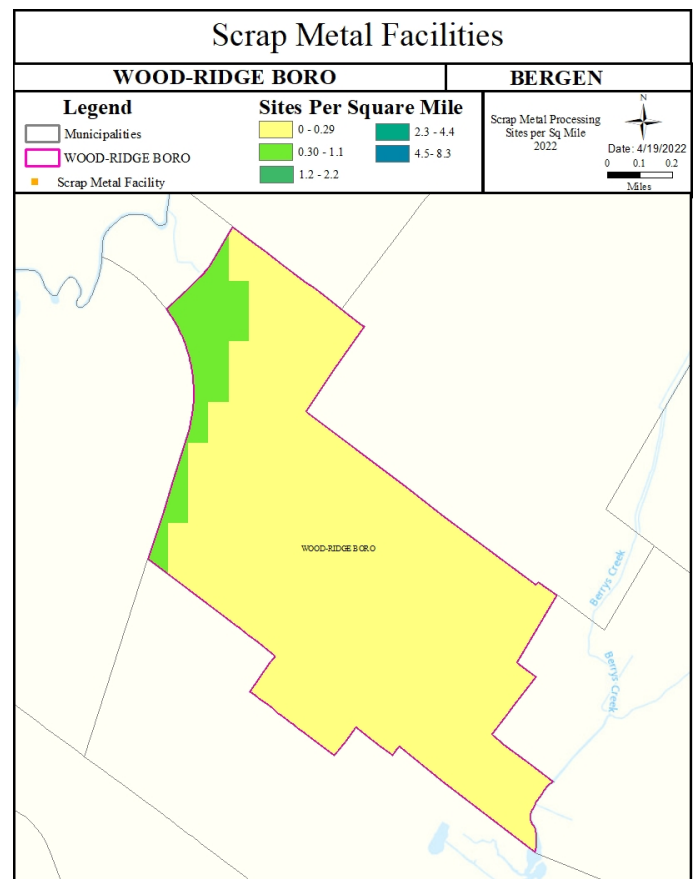 Scrap Metal Facilities
WOOD-RIDGE BORO
BERGEN
Legend
Municipalities
WOOD-RIDGE BORO
Scrap Metal Facility
Sites Per Square Mile
0 - 0.29
0.30 - 1.1
1.2 - 2.2
2.3 - 4.4
4.5- 8.3
Scrap Metal Processing
Sites per Sq Mile
2022
N
Date: 4/19/2022
0 0.1 0.2
Miles
WOOD-RIDGE BORO
Berrys Creek
Berrys Creek